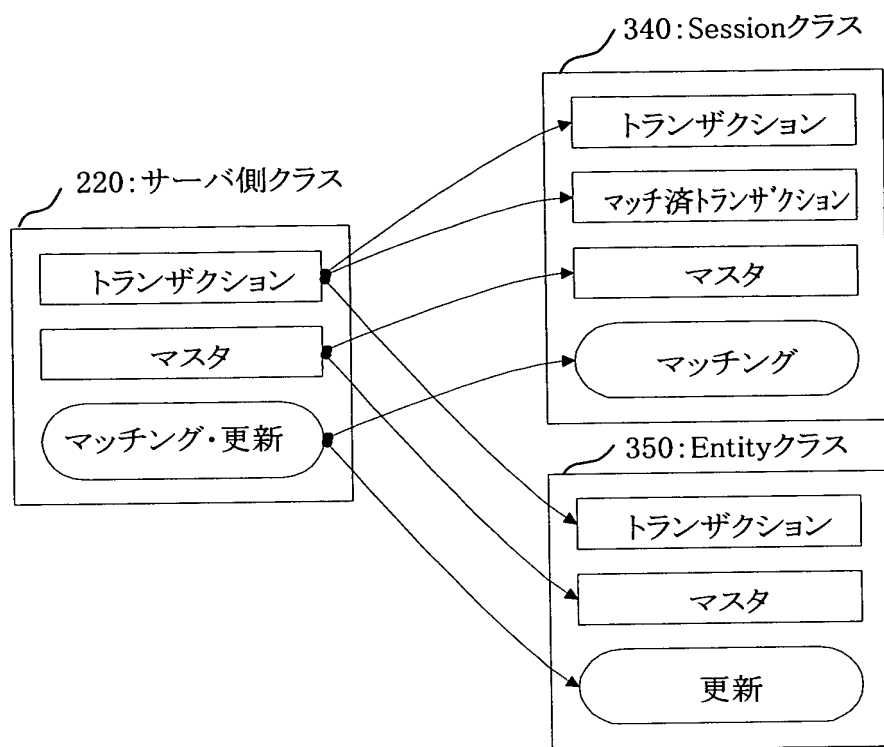 340:Sessionクラス
トランザクション
マッチ済トランザクション
マスタ
マッチング
220:サーバ側クラス
トランザクション
マスタ
マッチング・更新
350:Entityクラス
トランザクション
マスタ
更新